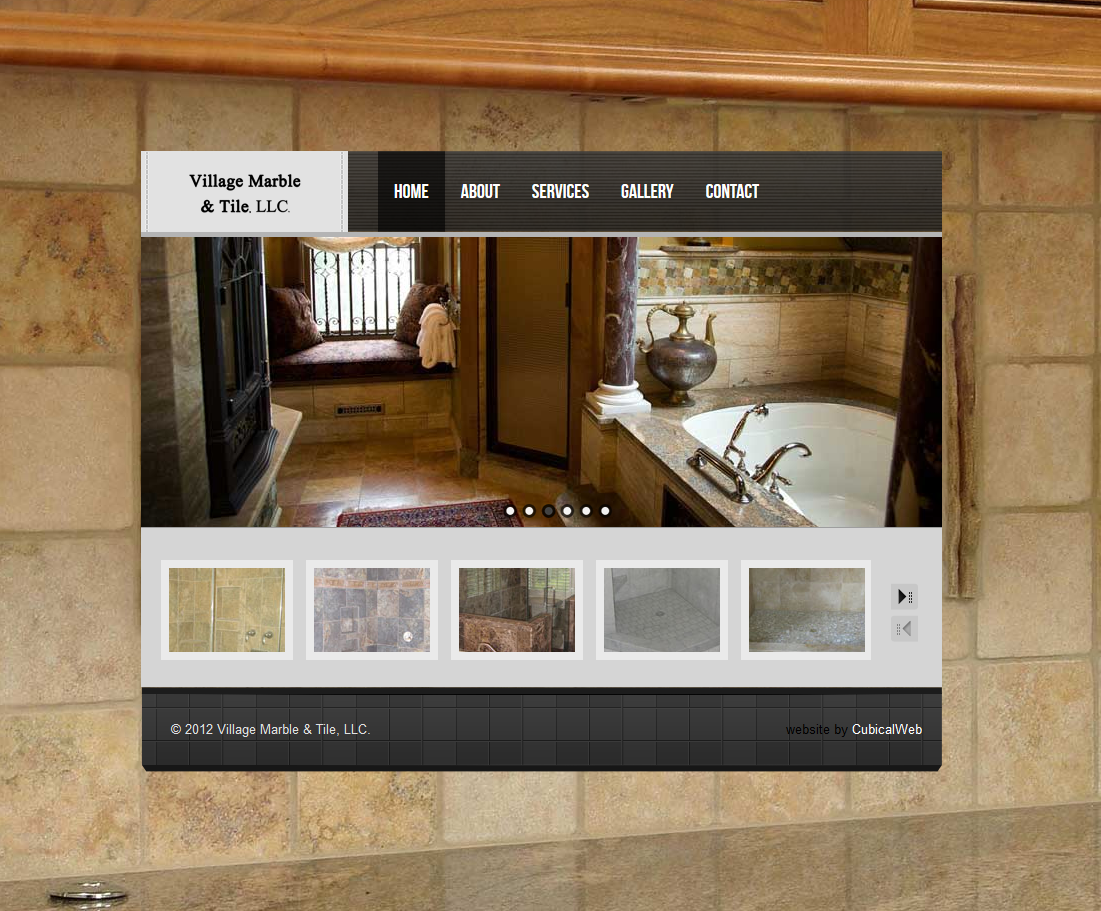 Village Marble
& Tile, LLC.
HOME ABOUT SERVICES GALLERY CONTACT
© 2012 Village Marble & Tile, LLC.
website by CubicalWeb